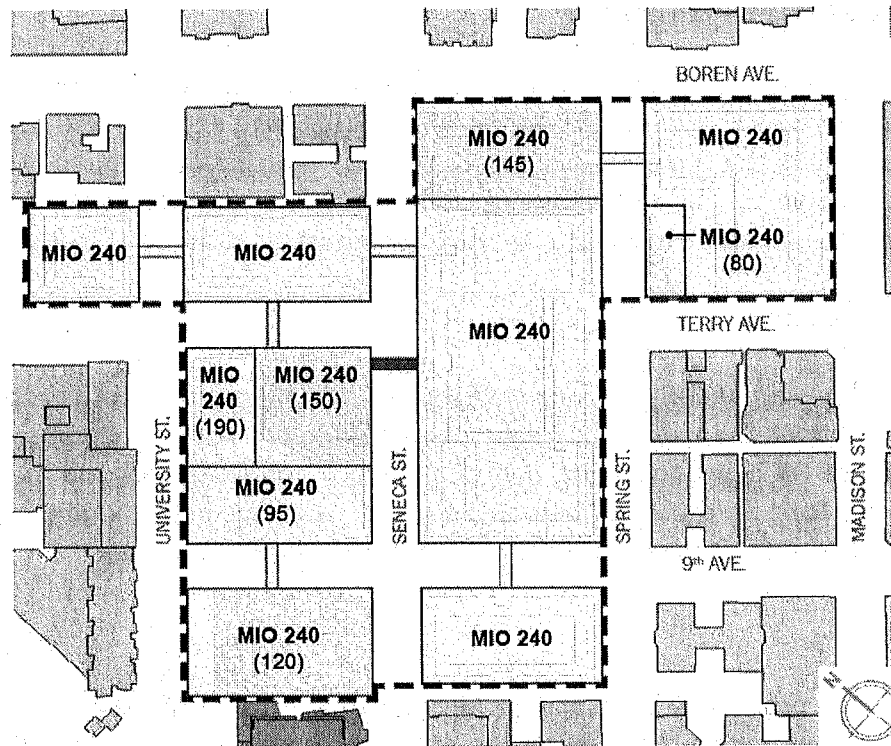 BOREN AVE.
MIO 240
(145)
MIO 240
MIO 240
MIO 240
MIO 240
(80)
MIO 240
TERRY AVE.
MIO
240
(190)
MIO 240
(150)
MIO 240
(95)
UNIVERSITY ST.
SENECA ST.
SPRING ST.
MADISON ST.
9th AVE.
MIO 240
(120)
MIO 240
N